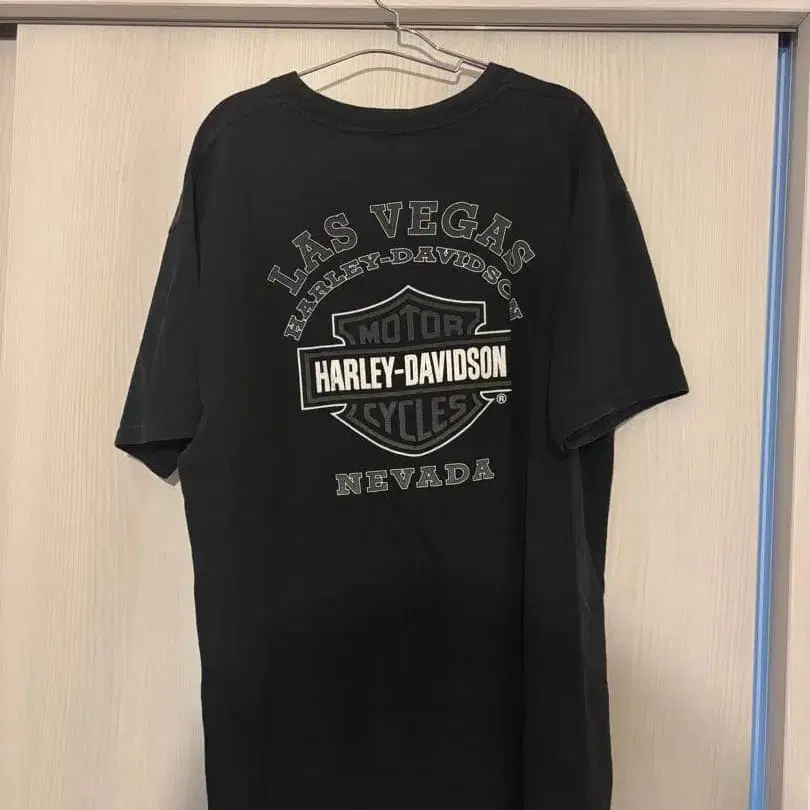 LAS VEGAS
HARLEY-DAVIDSON
MOTOR
HARLEY-DAVIDSON
CYCLES
®
NEVADA